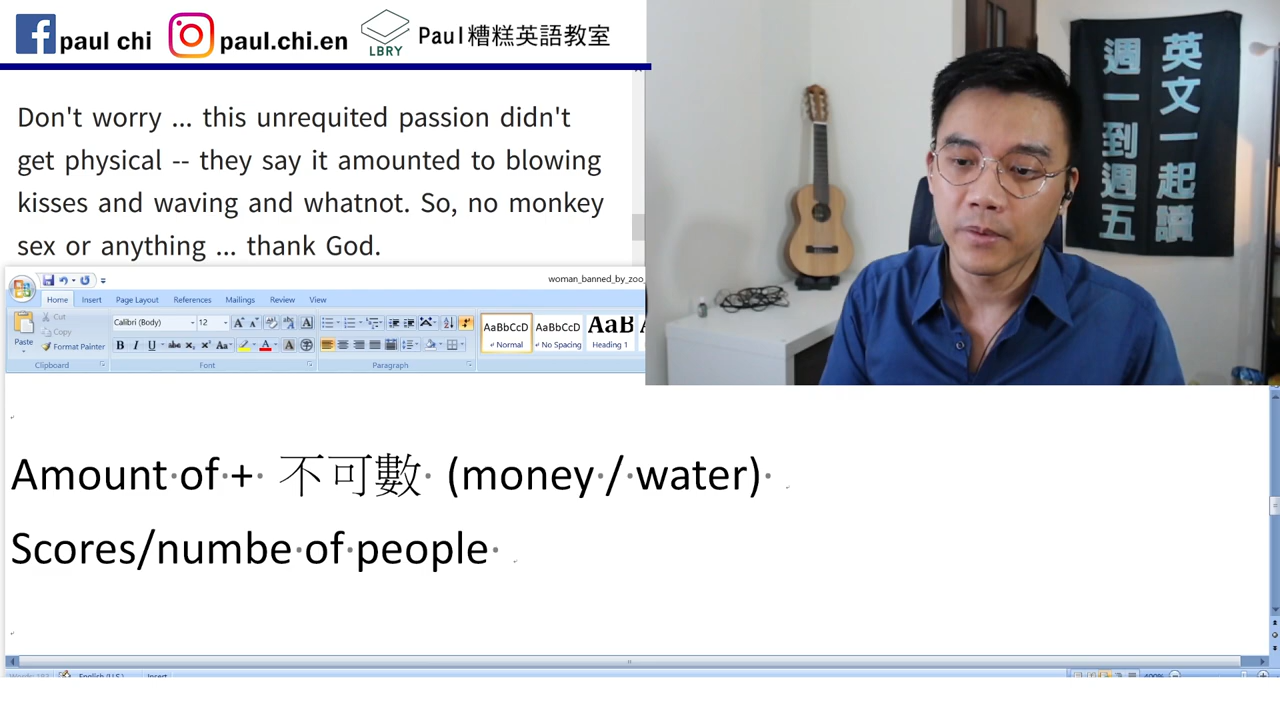 paul chi
paul.chi.en
LBRY
Paul糟糕英語教室
Don't worry ... this unrequited passion didn't
get physical -- they say it amounted to blowing
kisses and waving and whatnot. So, no monkey
sex or anything ... thank God.
英文一起讀
週一到週五
woman_banned_by_zoo_
Home Insert Page Layout References Mailings Review View
Cut
Copy
Paste
Format Painter
Calibri (Body) 12
AaBbCcD AaBbCcD AaB
Normal No Spacing Heading 1
Clipboard Font Paragraph
Amount of + 不可數 (money / water)
Scores/numbe of people
English (U.S.) Insert 400%